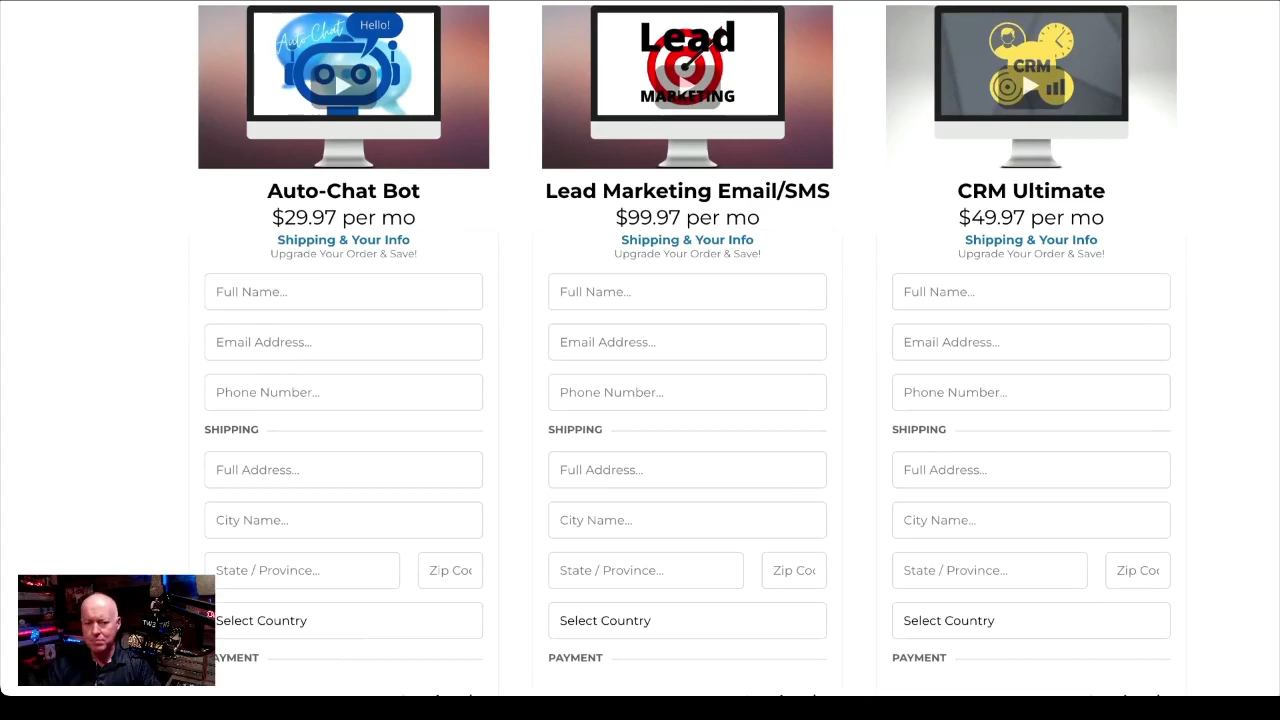 Auto-Chat
Hello!
Lead
MARKETING
CRM
Auto-Chat Bot
$29.97 per mo
Shipping & Your Info
Upgrade Your Order & Save!
Full Name...
Email Address...
Phone Number...
SHIPPING
Full Address...
City Name...
State / Province...
Zip Co
Select Country
AYMENT
Lead Marketing Email/SMS
$99.97 per mo
Shipping & Your Info
Upgrade Your Order & Save!
Full Name...
Email Address...
Phone Number...
SHIPPING
Full Address...
City Name...
State / Province...
Zip Co
Select Country
PAYMENT
CRM Ultimate
$49.97 per mo
Shipping & Your Info
Upgrade Your Order & Save!
Full Name...
Email Address...
Phone Number...
SHIPPING
Full Address...
City Name...
State / Province...
Zip Co
Select Country
PAYMENT